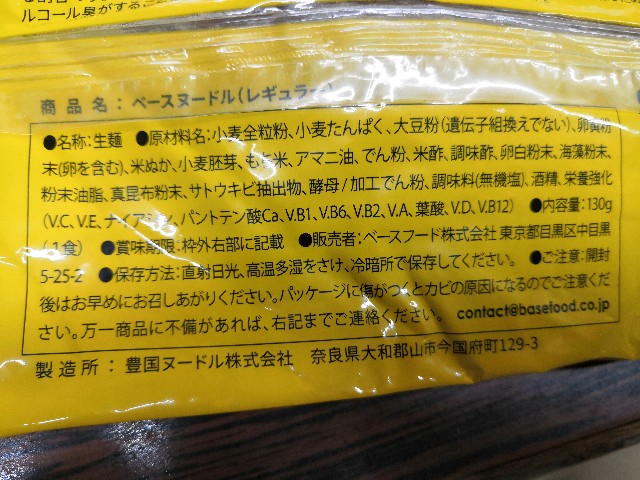 ルコール臭がするこ
商品名：ベースヌードル（レギュラー）
●名称：生麺 ●原材料名：小麦全粒粉、小麦たんぱく、大豆粉（遺伝子組換えでない）、卵黄粉
末(卵を含む)、米ぬか、小麦胚芽、もち米、アマニ油、でん粉、米酢、調味酢、卵白粉末、海藻粉末、
粉末油脂、真昆布粉末、サトウキビ抽出物、酵母/加工でん粉、調味料(無機塩)、酒精、栄養強化
（V.C、V.E、ナイアシン、パントテン酸Ca、V.B1、V.B6、V.B2、V.A、葉酸、V.D、V.B12） ●内容量：130g
（1食） ●賞味期限：枠外右部に記載 ●販売者：ベースフード株式会社 東京都目黒区中目黒
5-25-2 ●保存方法：直射日光、高温多湿をさけ、冷暗所で保存してください。 ●ご注意：開封
後はお早めにお召しあがりください。パッケージに傷がつくとカビの原因になるのでご注意くだ
さい。万一商品に不備があれば、右記までご連絡ください。 contact@basefood.co.jp
製造所：豊国ヌードル株式会社 奈良県大和郡山市今国府町129-3